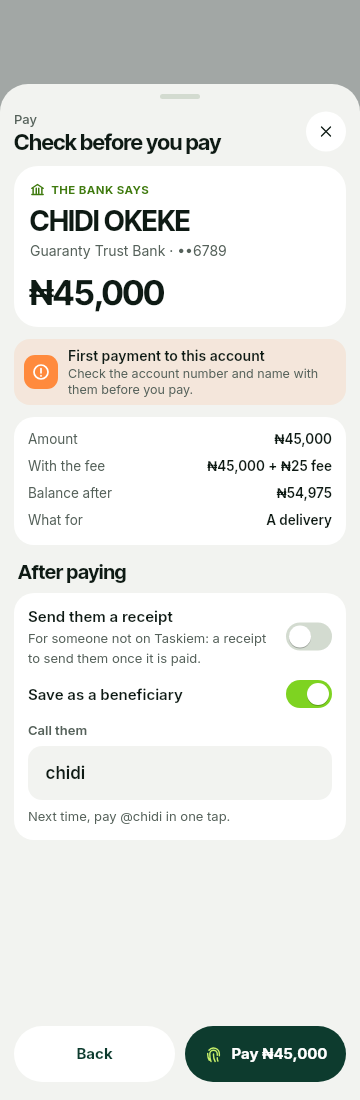 Pay
Check before you pay
THE BANK SAYS
CHIDI OKEKE
Guaranty Trust Bank · ••6789
₦45,000
First payment to this account
Check the account number and name with
them before you pay.
Amount ₦45,000
With the fee ₦45,000 + ₦25 fee
Balance after ₦54,975
What for A delivery
After paying
Send them a receipt
For someone not on Taskiem: a receipt
to send them once it is paid.
Save as a beneficiary
Call them
chidi
Next time, pay @chidi in one tap.
Back Pay ₦45,000